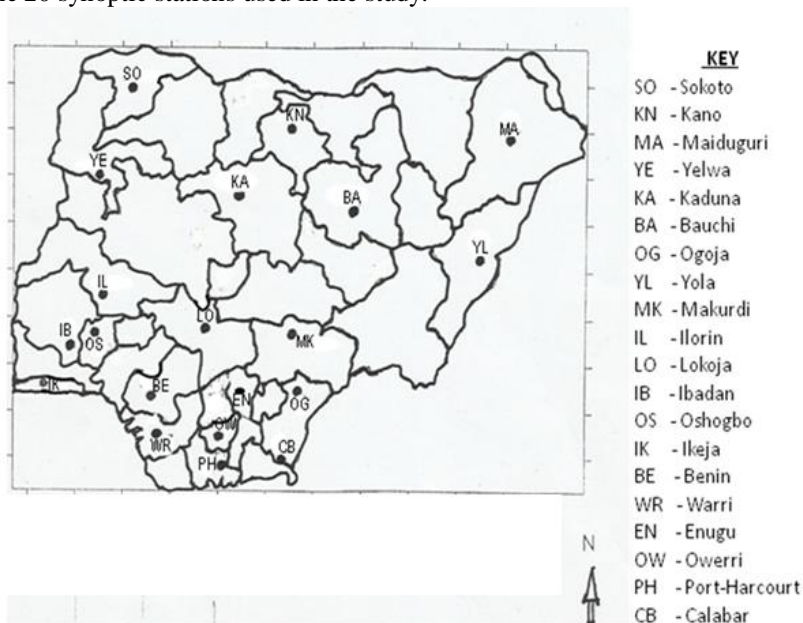 20 synoptic stations used in the study.
SO
KN
MA
YE
KA
BA
YL
IL
LO
IB
OS
MK
IK
BE
EN
OG
WR
OW
CB
PH
N
KEY
SO - Sokoto
KN - Kano
MA - Maiduguri
YE - Yelwa
KA - Kaduna
BA - Bauchi
OG - Ogoja
YL - Yola
MK - Makurdi
IL - Ilorin
LO - Lokoja
IB - Ibadan
OS - Oshogbo
IK - Ikeja
BE - Benin
WR - Warri
EN - Enugu
OW - Owerri
PH - Port-Harcourt
CB - Calabar